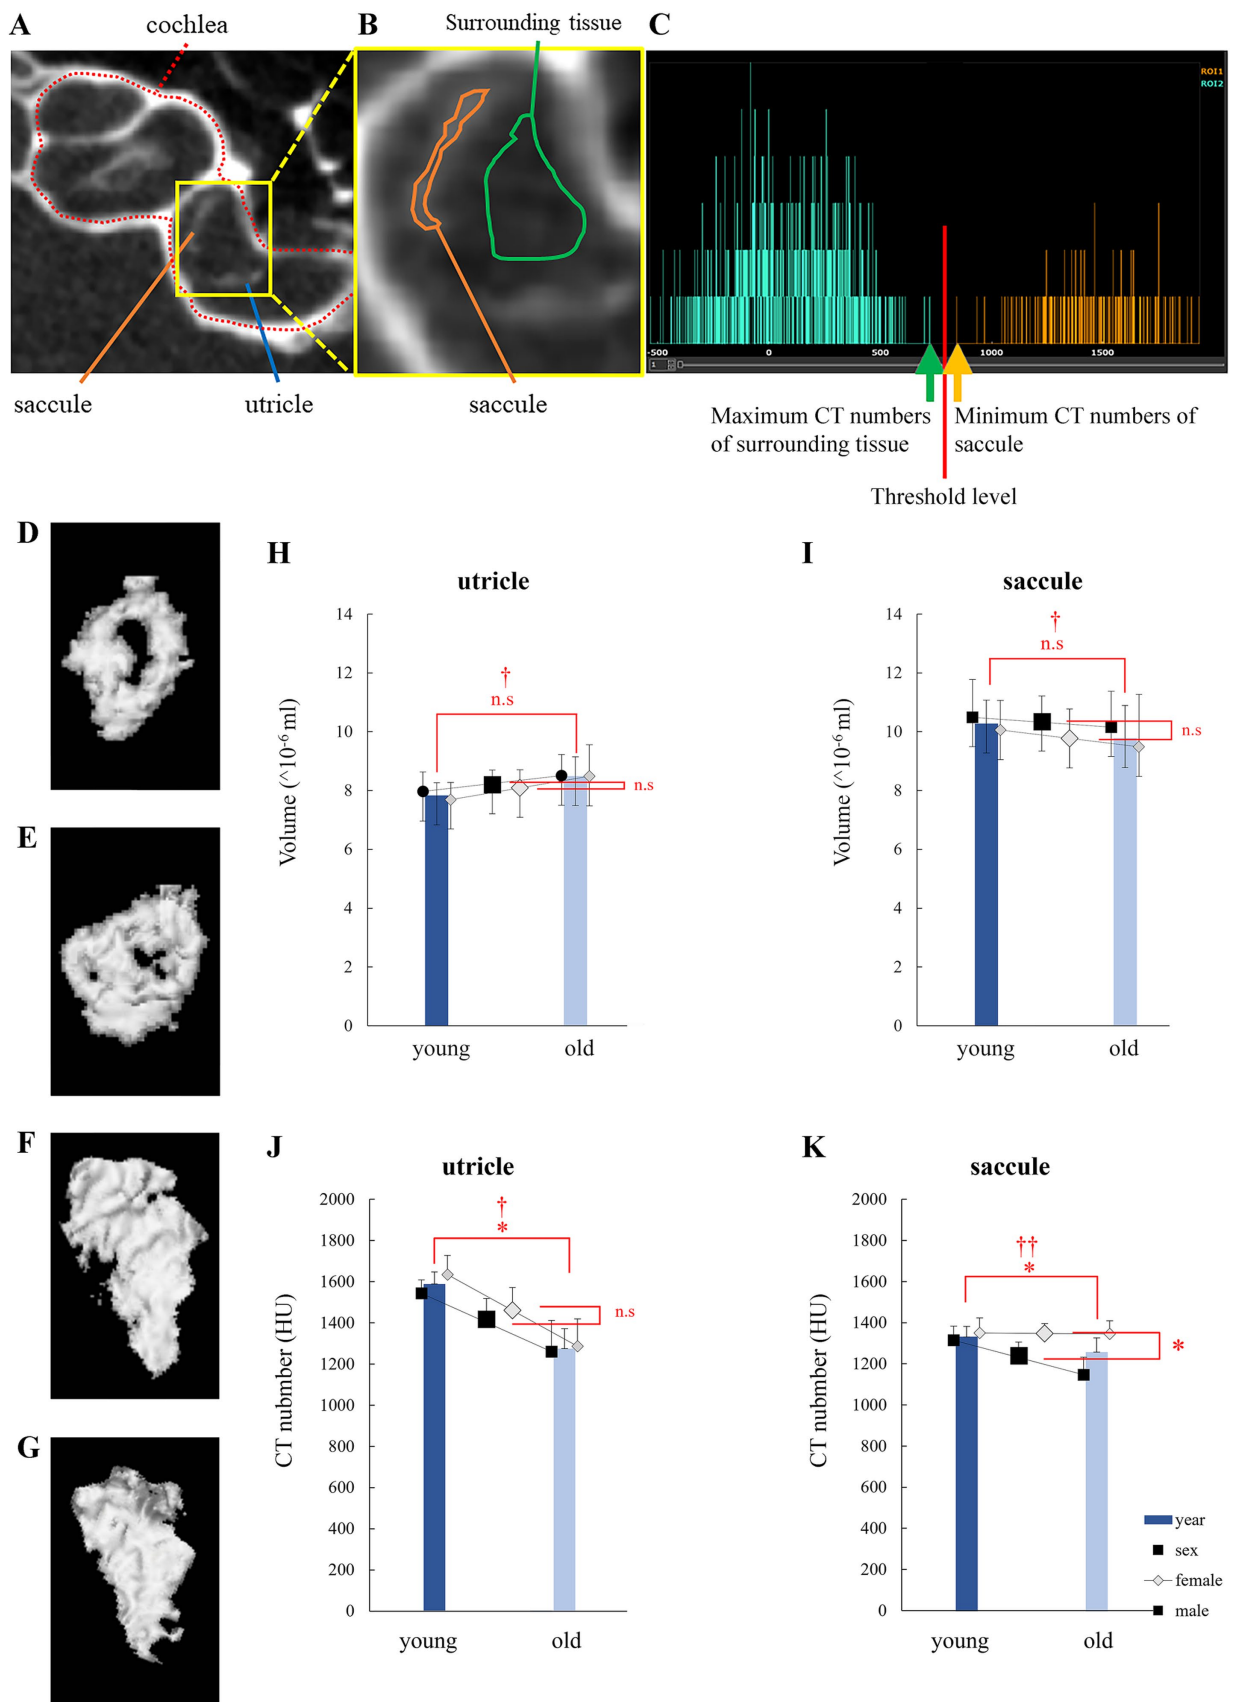 A
cochlea
B
Surrounding tissue
C
saccule
utricle
saccule
ROI1
ROI2
-500
0
500
1000
1500
1
Maximum CT numbers
of surrounding tissue
Minimum CT numbers of
saccule
Threshold level
D
E
F
G
H
utricle
Volume (^10-6 ml)
14
12
10
8
6
4
2
0
†
n.s
n.s
young
old
I
saccule
Volume (^10-6 ml)
14
12
10
8
6
4
2
0
†
n.s
n.s
young
old
J
utricle
CT nubmber (HU)
2000
1800
1600
1400
1200
1000
800
600
400
200
0
†
*
n.s
young
old
K
saccule
CT nubmber (HU)
2000
1800
1600
1400
1200
1000
800
600
400
200
0
††
*
*
young
old
year
sex
female
male